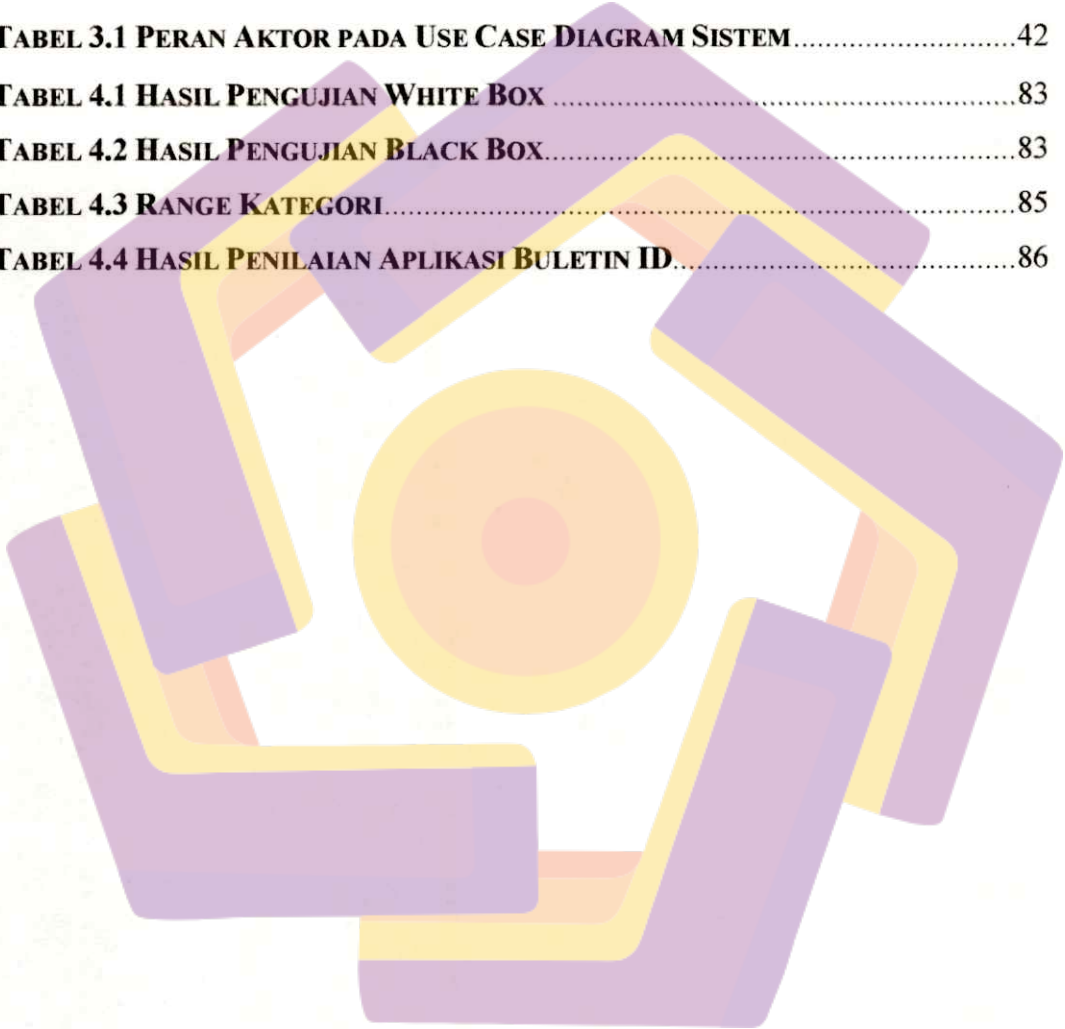 TABEL 3.1 PERAN AKTOR PADA USE CASE DIAGRAM SISTEM............................42
TABEL 4.1 HASIL PENGUJIAN WHITE BOX ..........................................................83
TABEL 4.2 HASIL PENGUJIAN BLACK BOX...........................................................83
TABEL 4.3 RANGE KATEGORI...............................................................................85
TABEL 4.4 HASIL PENILAIAN APLIKASI BULETIN ID...........................................86